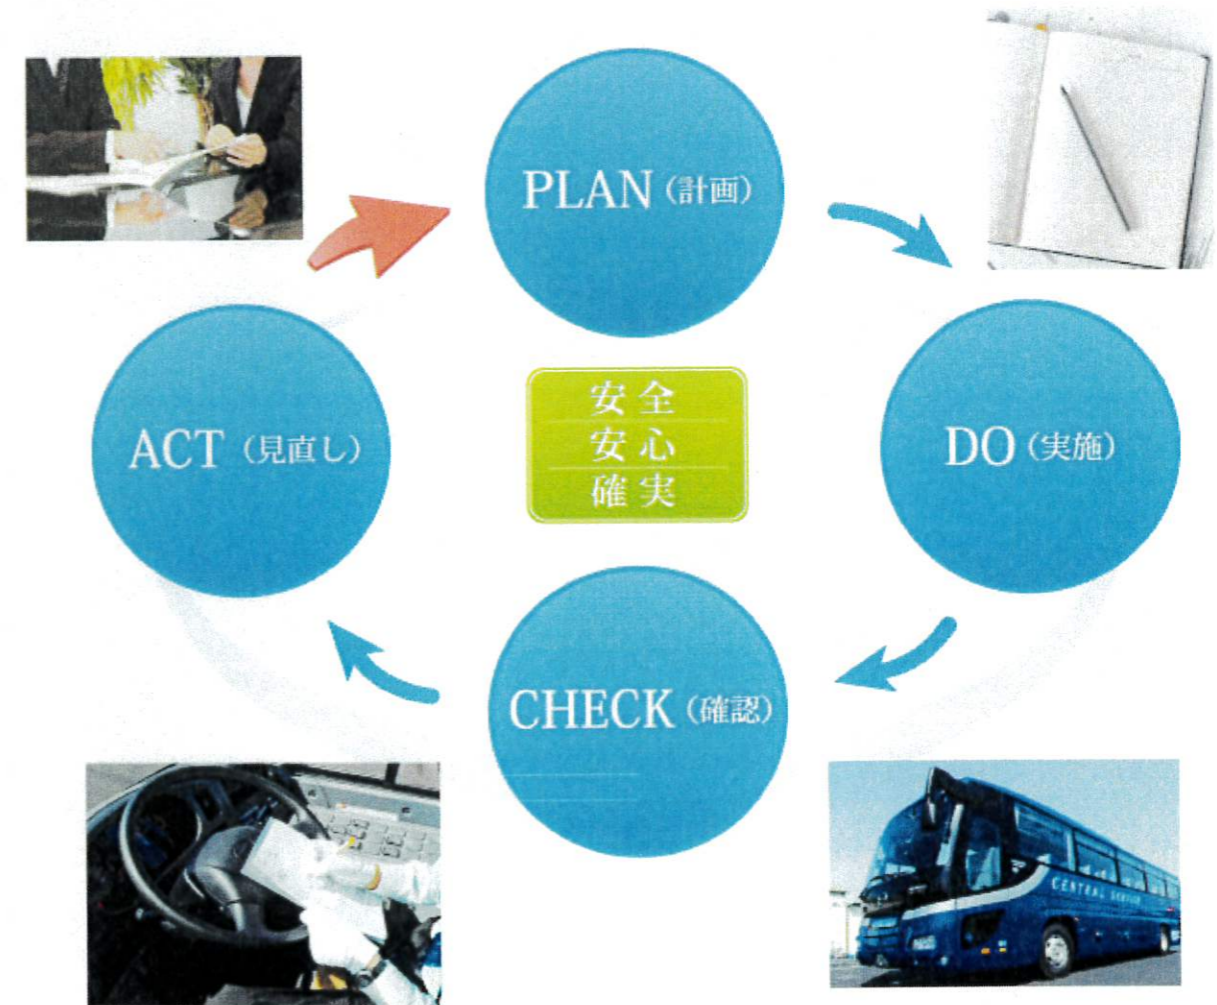 PLAN（計画）
DO（実施）
CHECK（確認）
ACT（見直し）
安全
安心
確実
CENTRAL